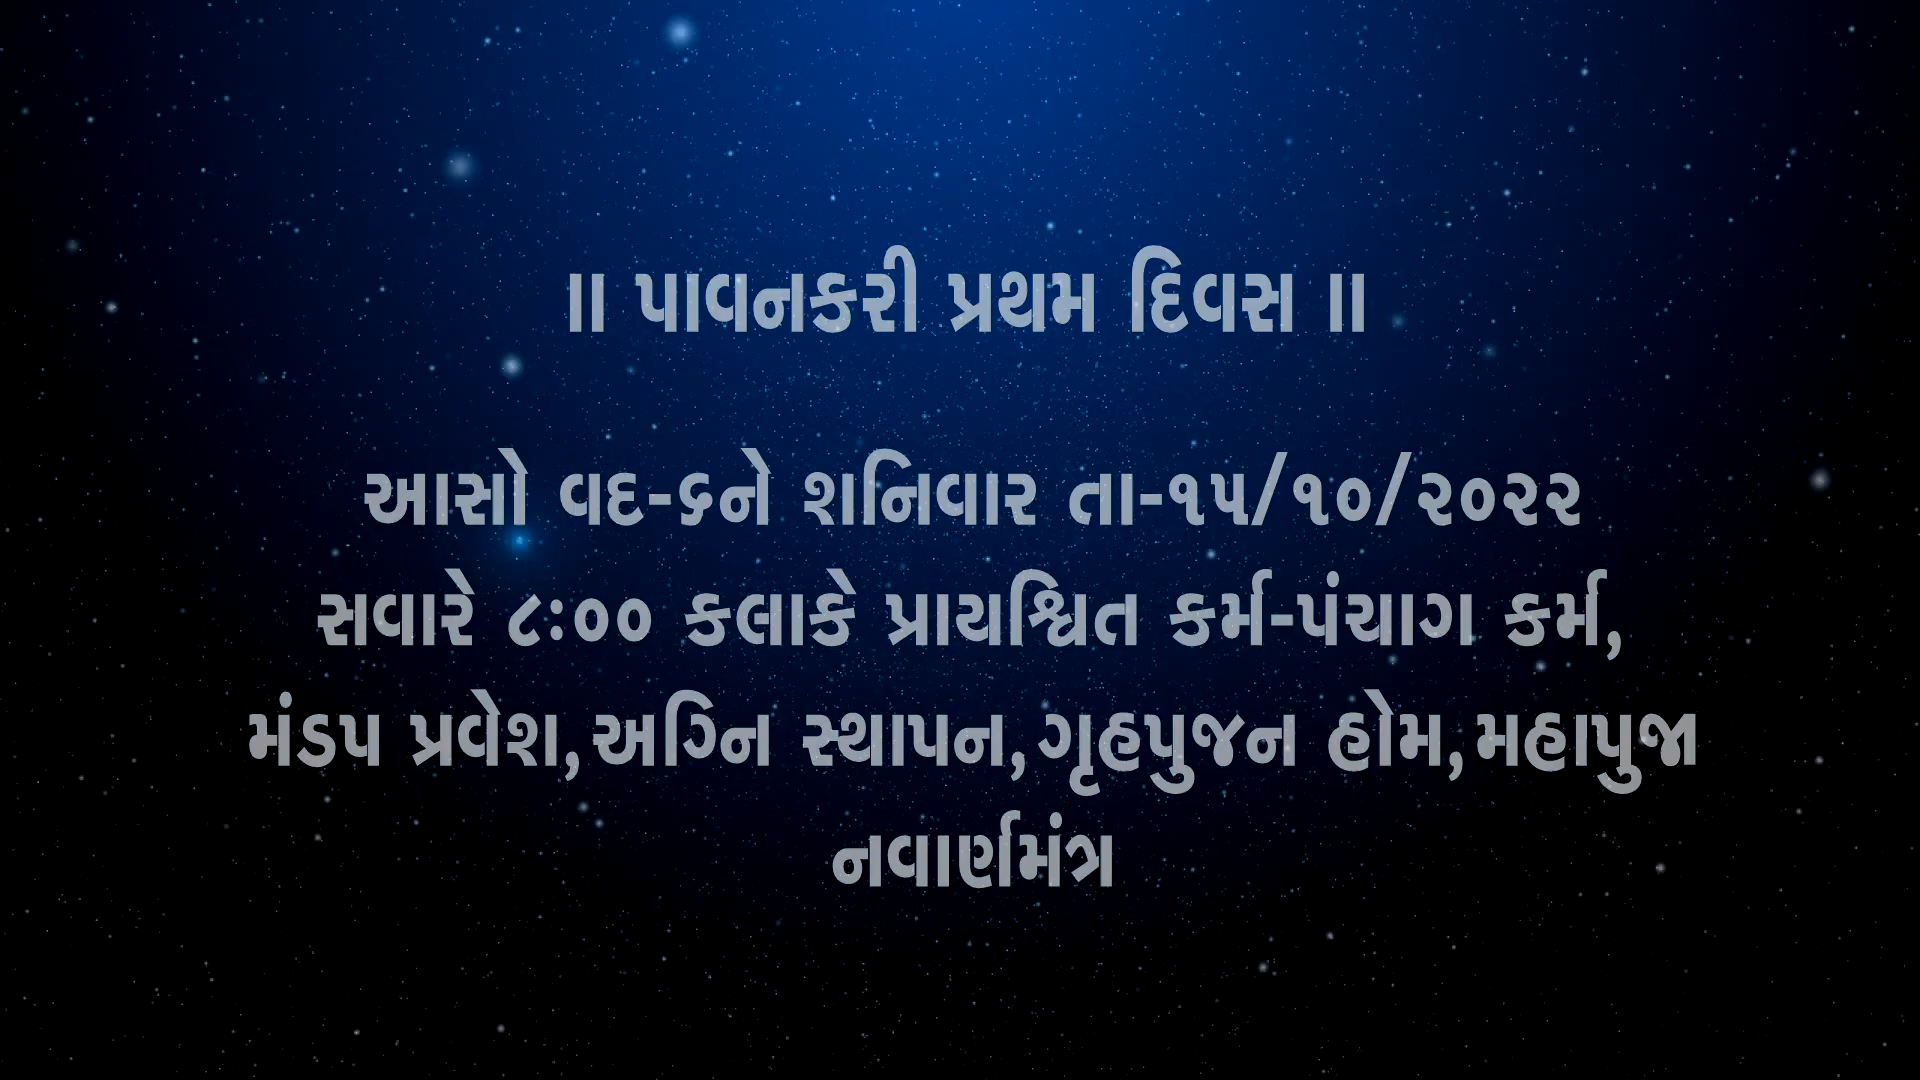 ॥ પાવનકરી પ્રથમ દિવસ ॥
આસો વદ-૬ને શનિવાર તા-૧૫/૧૦/૨૦૨૨
સવારે ૮:૦૦ કલાકે પ્રાયશ્ચિત કર્મ-પંચાગ કર્મ,
મંડપ પ્રવેશ,અગ્નિ સ્થાપન,ગૃહપુજન હોમ,મહાપુજા
નવાર્ણમંત્ર